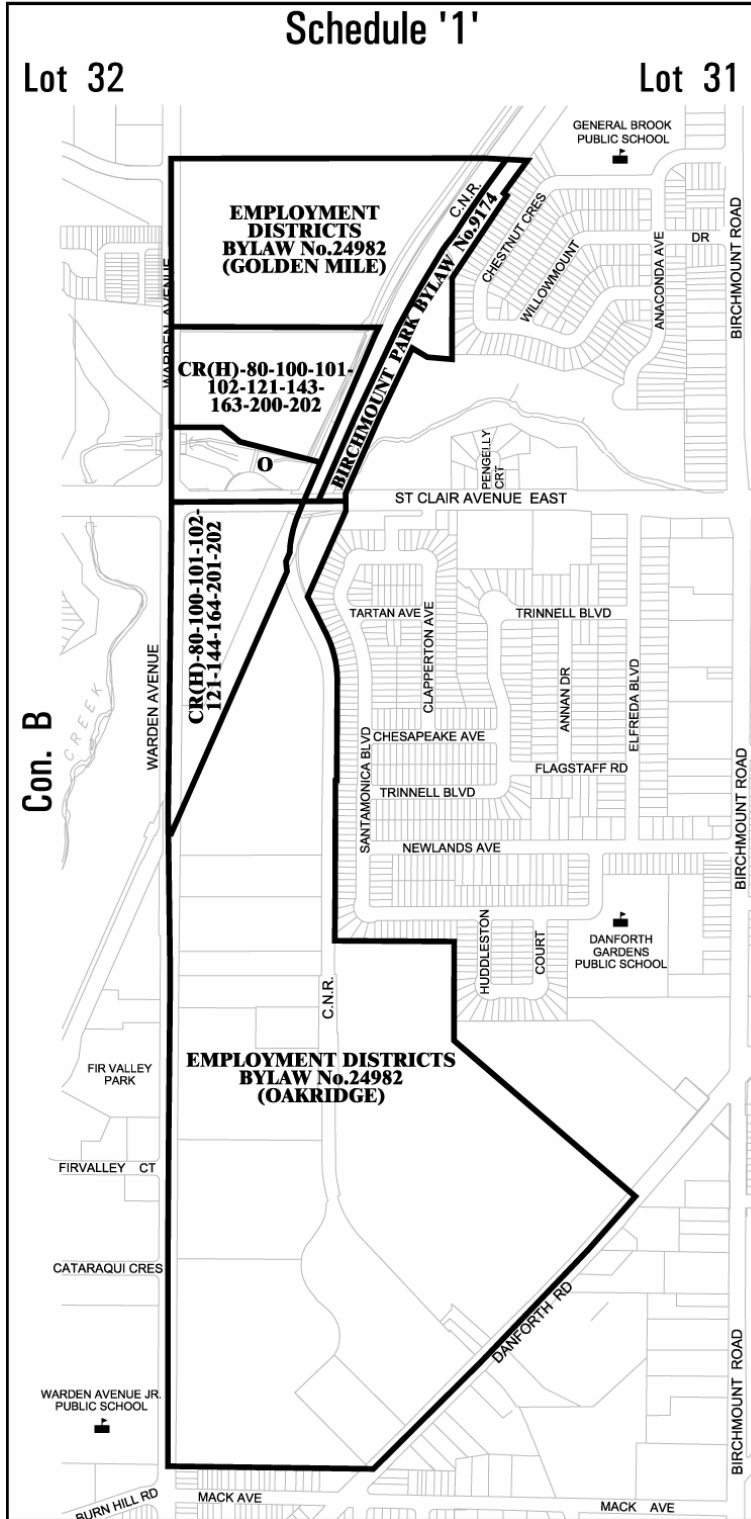 Schedule '1'
Lot 32
Lot 31
GENERAL BROOK
PUBLIC SCHOOL
C.N.R.
EMPLOYMENT
DISTRICTS
BYLAW No.24982
(GOLDEN MILE)
BIRCHMOUNT PARK BYLAW No.9174
CHESTNUT CRES
WILLOWMOUNT
DR
ANACONDA AVE
BIRCHMOUNT ROAD
WARDEN AVENUE
CR(H)-80-100-101-
102-121-143-
163-200-202
O
PENGELLY
CRT
ST CLAIR AVENUE EAST
CR(H)-80-100-101-102-
121-144-164-201-202
TARTAN AVE
CLAPPERTON AVE
TRINNELL BLVD
ANNAN DR
ELFREDA BLVD
WARDEN AVENUE
CREEK
Con. B
SANTAMONICA BLVD
CHESAPEAKE AVE
FLAGSTAFF RD
TRINNELL BLVD
NEWLANDS AVE
BIRCHMOUNT ROAD
HUDDLESTON
COURT
DANFORTH
GARDENS
PUBLIC SCHOOL
C.N.R.
EMPLOYMENT DISTRICTS
BYLAW No.24982
(OAKRIDGE)
FIR VALLEY
PARK
FIRVALLEY CT
CATARAQUI CRES
DANFORTH RD
BIRCHMOUNT ROAD
WARDEN AVENUE JR.
PUBLIC SCHOOL
BURN HILL RD
MACK AVE
MACK AVE